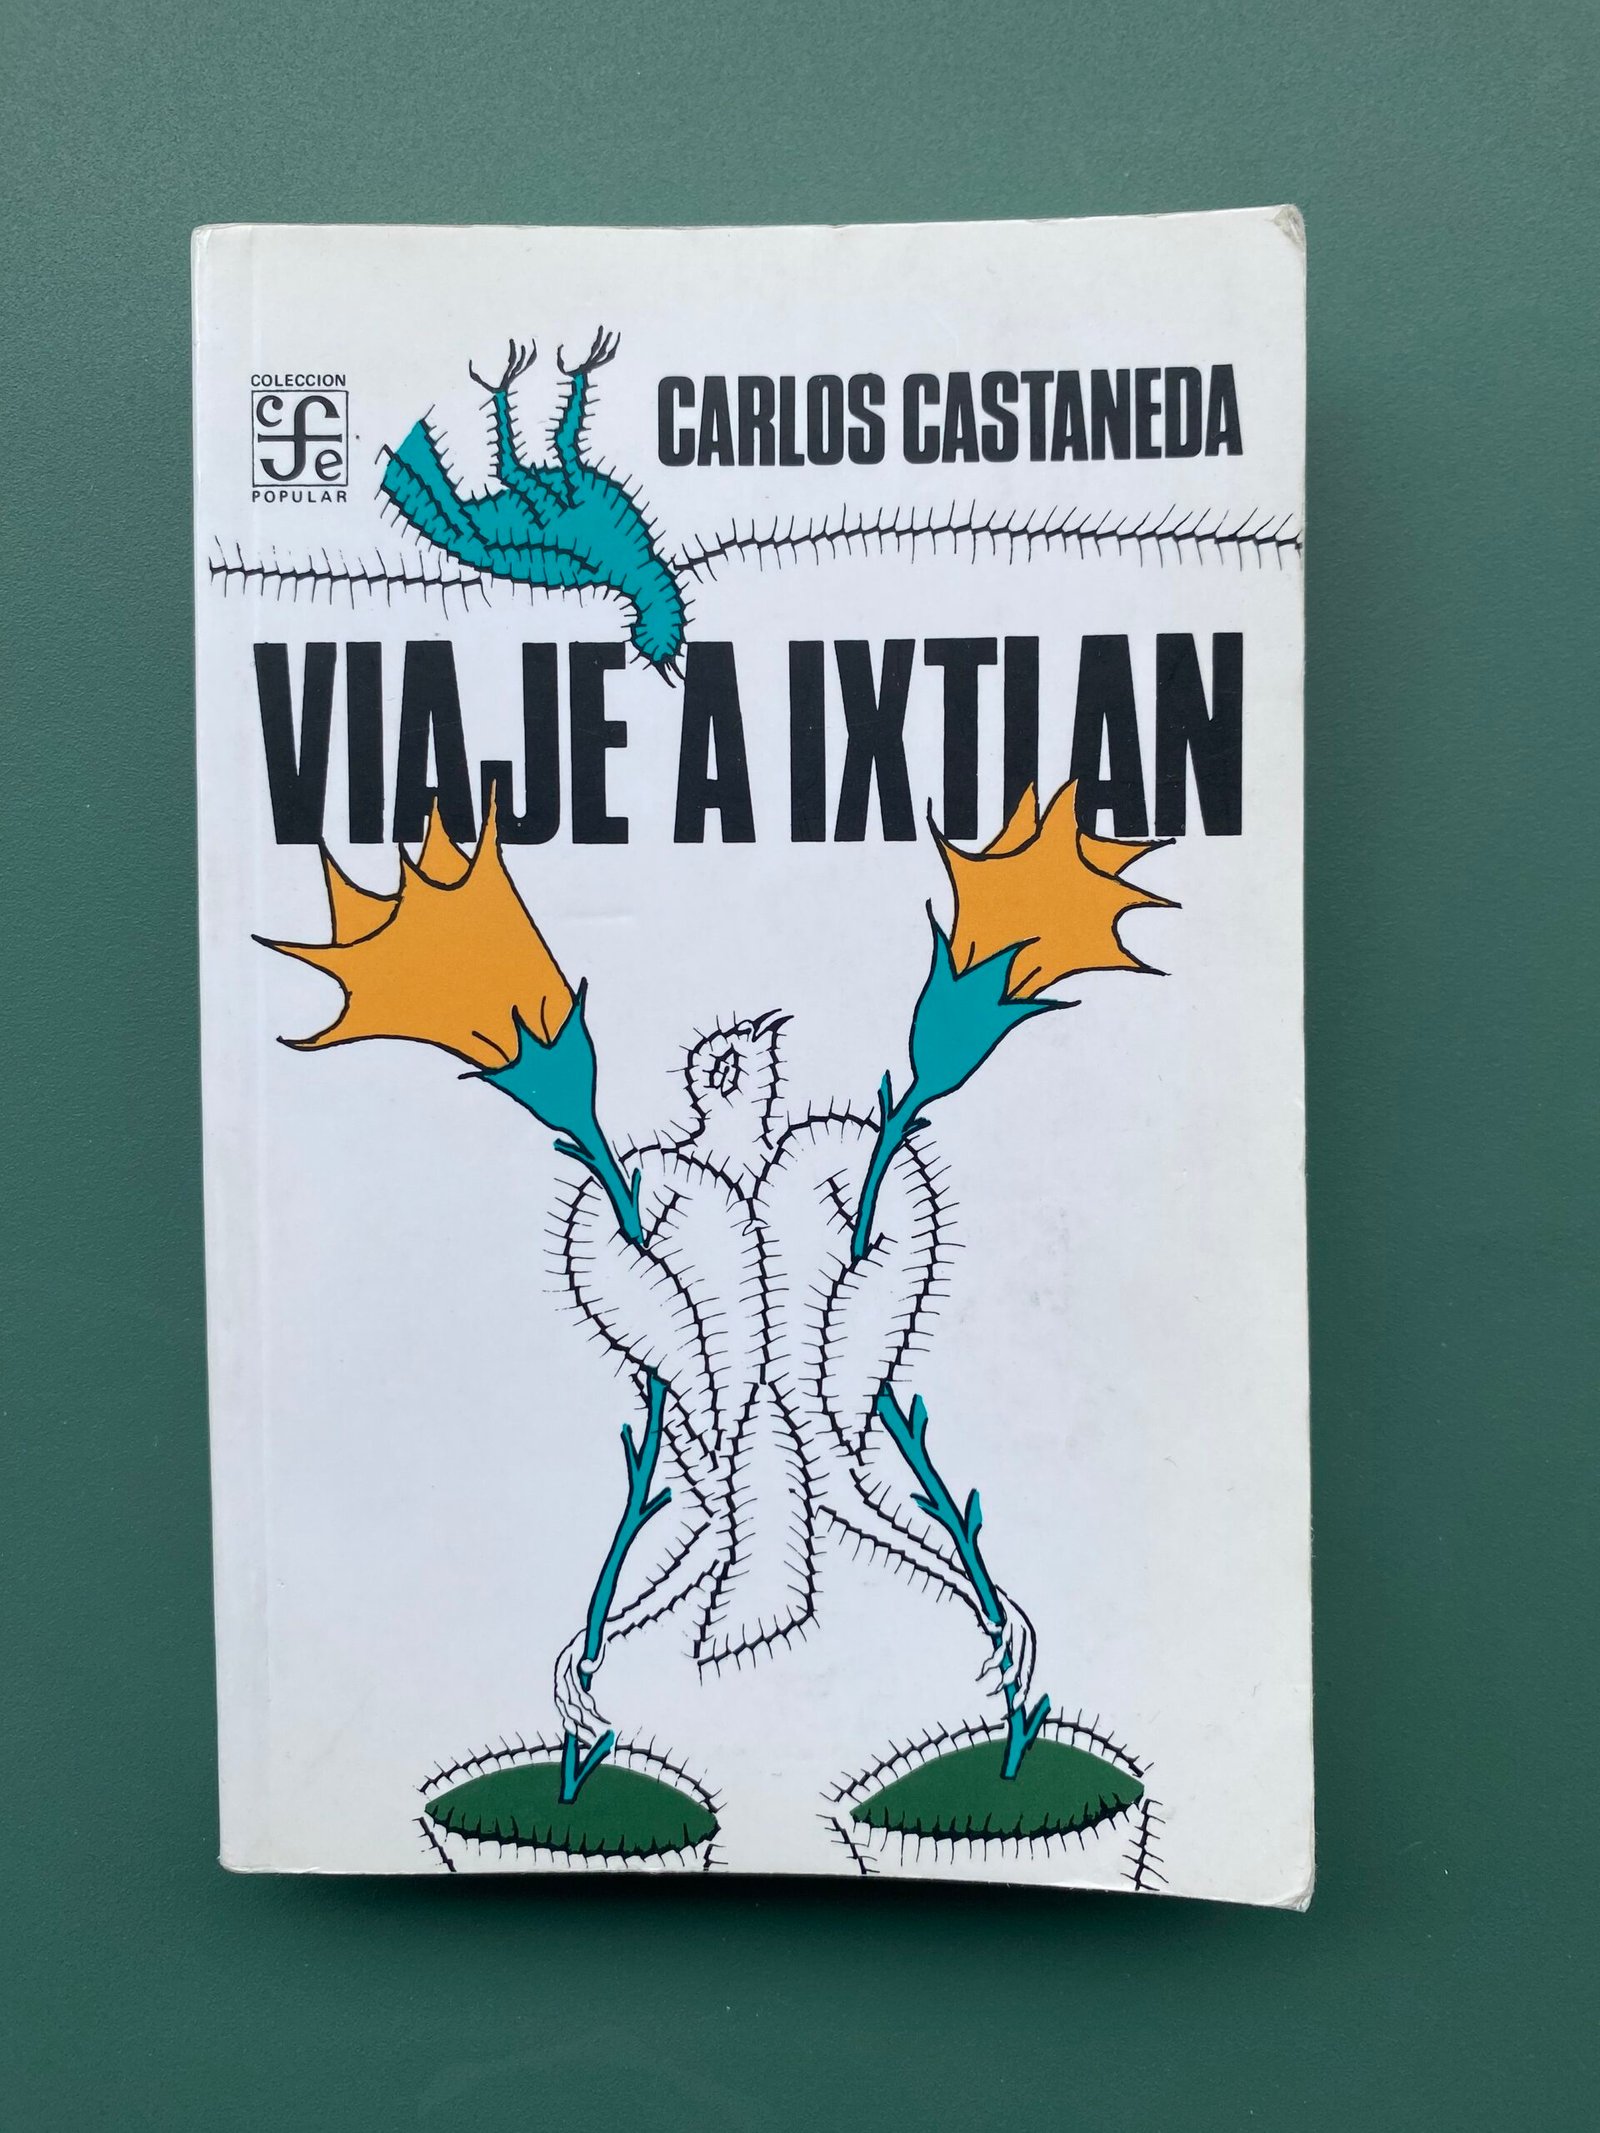 COLECCION
cfe
POPULAR
CARLOS CASTANEDA
VIAJE A IXTLAN